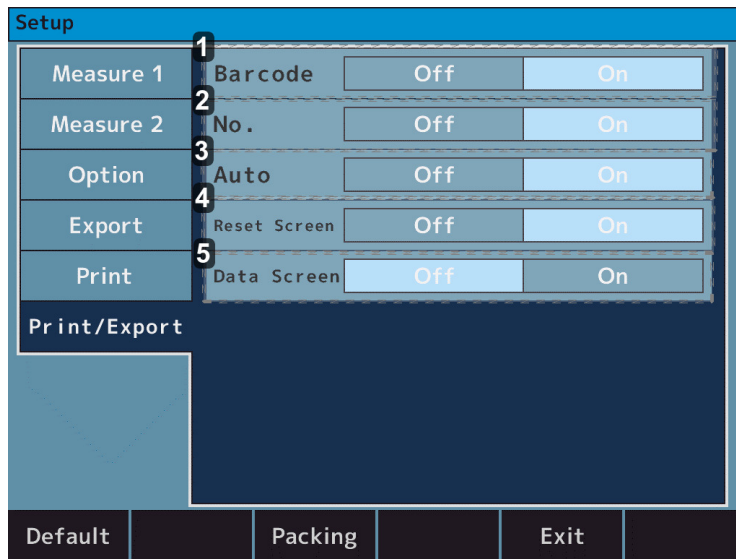 Setup
Measure 1
1 Barcode Off On
Measure 2
2 No. Off On
Option
3 Auto Off On
Export
4 Reset Screen Off On
Print
5 Data Screen Off On
Print/Export
Default Packing Exit